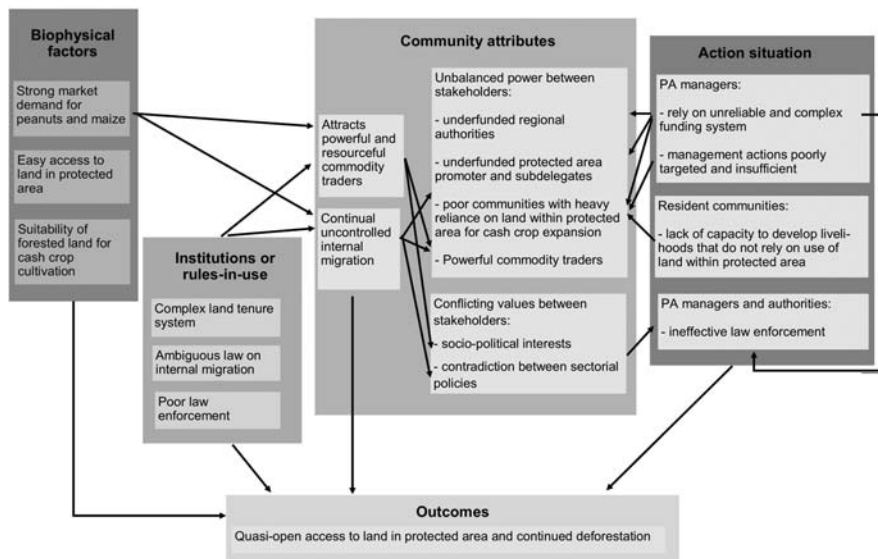 Biophysical
factors
Strong market
demand for
peanuts and maize
Easy access to
land in protected
area
Suitability of
forested land for
cash crop
cultivation
Institutions or
rules-in-use
Complex land tenure
system
Ambiguous law on
internal migration
Poor law
enforcement
Community attributes
Attracts
powerful and
resourceful
commodity
traders
Continual
uncontrolled
internal
migration
Unbalanced power between
stakeholders:
- underfunded regional
authorities
- underfunded protected area
promoter and subdelegates
- poor communities with heavy
reliance on land within protected
area for cash crop expansion
- Powerful commodity traders
Conflicting values between
stakeholders:
- socio-political interests
- contradiction between sectorial
policies
Action situation
PA managers:
- rely on unreliable and complex
funding system
- management actions poorly
targeted and insufficient
Resident communities:
- lack of capacity to develop liveli-
hoods that do not rely on use of
land within protected area
PA managers and authorities:
- ineffective law enforcement
Outcomes
Quasi-open access to land in protected area and continued deforestation